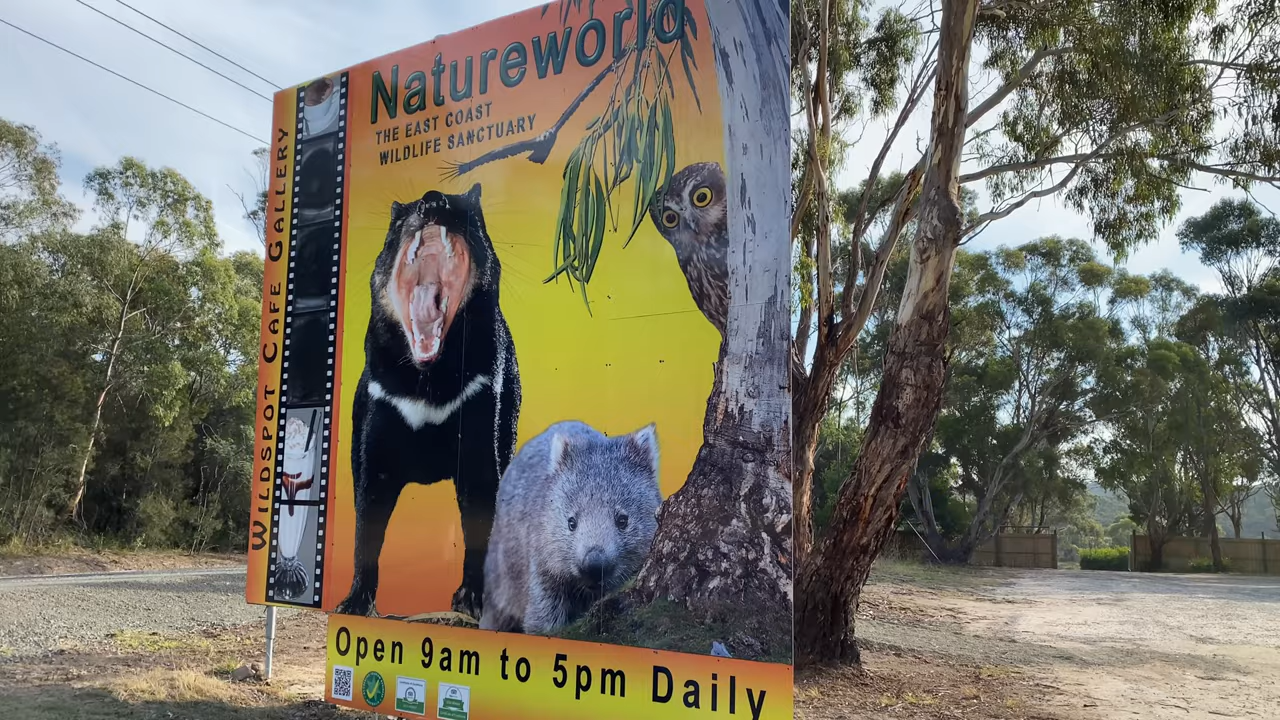 Natureworld
THE EAST COAST
WILDLIFE SANCTUARY
WILDSPOT CAFE GALLERY
Open 9am to 5pm Daily